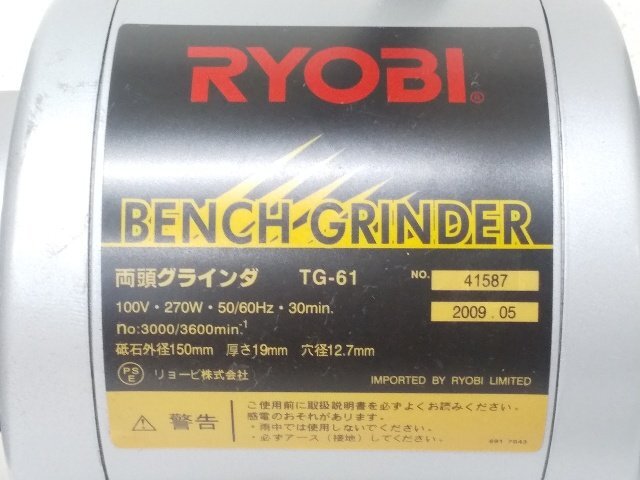 RYOBI®
BENCH GRINDER
両頭グラインダ TG-61 NO. 41587
100V・270W・50/60Hz・30min. 2009.05
no:3000/3600min.⁻¹
砥石外径150mm 厚さ19mm 穴径12.7mm
PSE リョービ株式会社 IMPORTED BY RYOBI LIMITED
⚠ 警告
ご使用前に取扱説明書を必ずよくお読みください。
感電のおそれがあります。
・雨中では使用しないでください。
・必ずアース（接地）してください。
691 7043